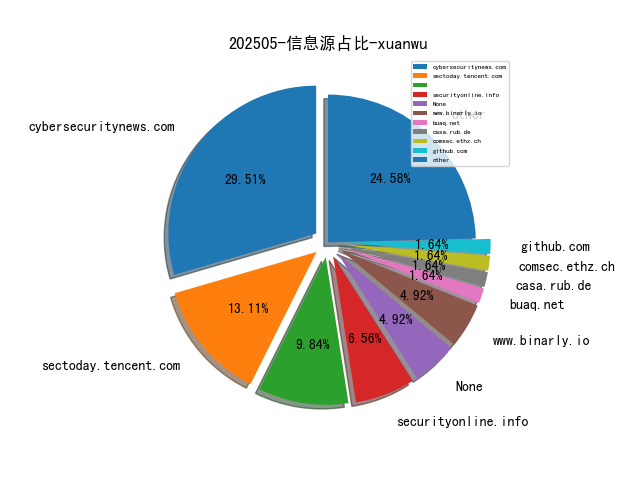 202505-信息源占比-xuanwu
cybersecuritynews.com
sectoday.tencent.com
securityonline.info
None
www.binarly.io
buaq.net
casa.rub.de
comsec.ethz.ch
github.com
other
other
cybersecuritynews.com
29.51%
24.58%
1.64%
github.com
1.64%
comsec.ethz.ch
1.64%
casa.rub.de
1.64%
buaq.net
4.92%
www.binarly.io
4.92%
None
6.56%
securityonline.info
9.84%
13.11%
sectoday.tencent.com